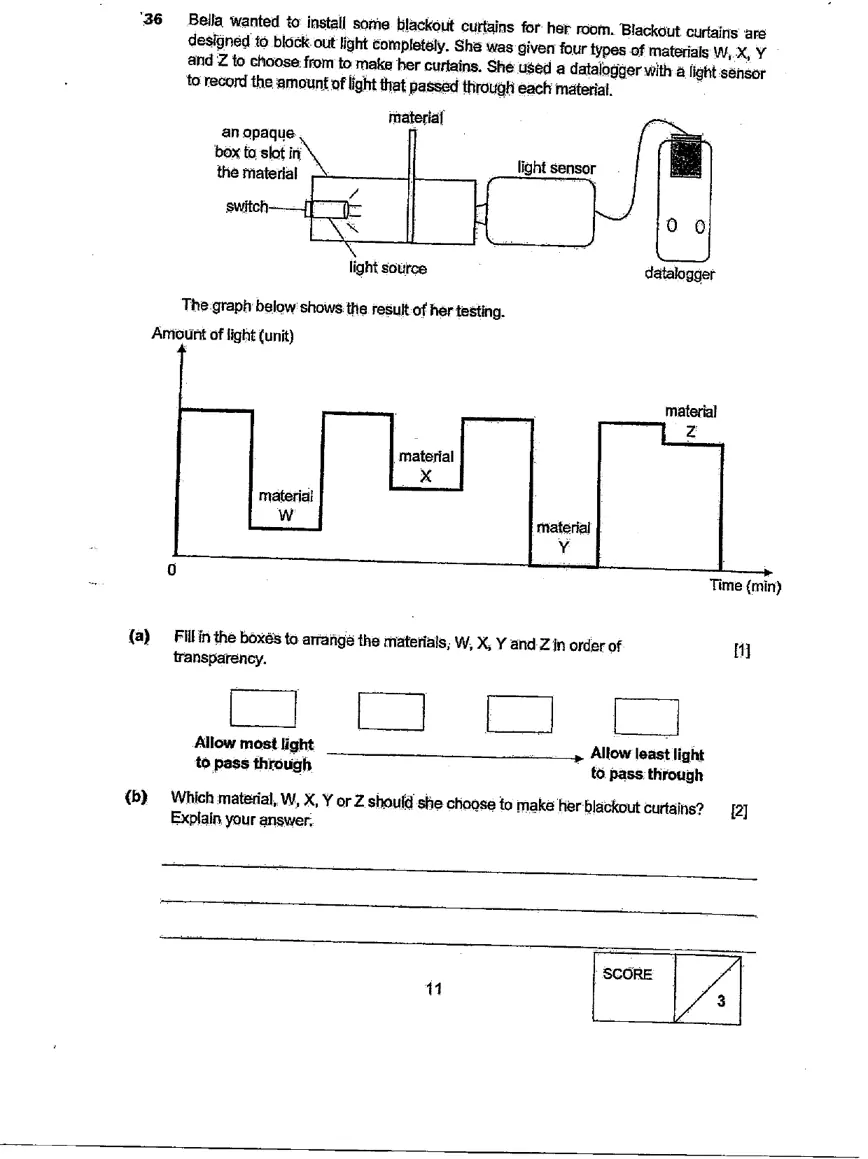 36 Bella wanted to install some blackout curtains for her room. Blackout curtains are
designed to block out light completely. She was given four types of materials W, X, Y
and Z to choose from to make her curtains. She used a datalogger with a light sensor
to record the amount of light that passed through each material.
material
an opaque
box to slot in
the material
light sensor
switch
light source
datalogger
The graph below shows the result of her testing.
Amount of light (unit)
material
Z
material
X
material
W
material
Y
0
Time (min)
(a) Fill in the boxes to arrange the materials, W, X, Y and Z in order of [1]
transparency.
Allow most light
to pass through
Allow least light
to pass through
(b) Which material, W, X, Y or Z should she choose to make her blackout curtains? [2]
Explain your answer.
SCORE
3
11